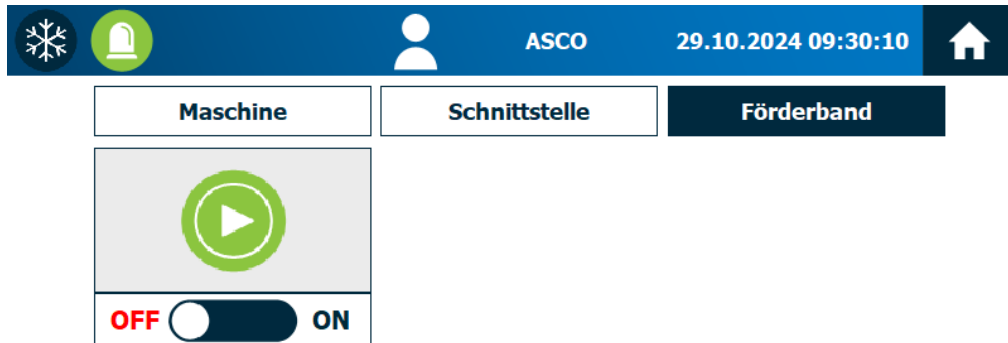 ASCO 29.10.2024 09:30:10
Maschine Schnittstelle Förderband
OFF ON